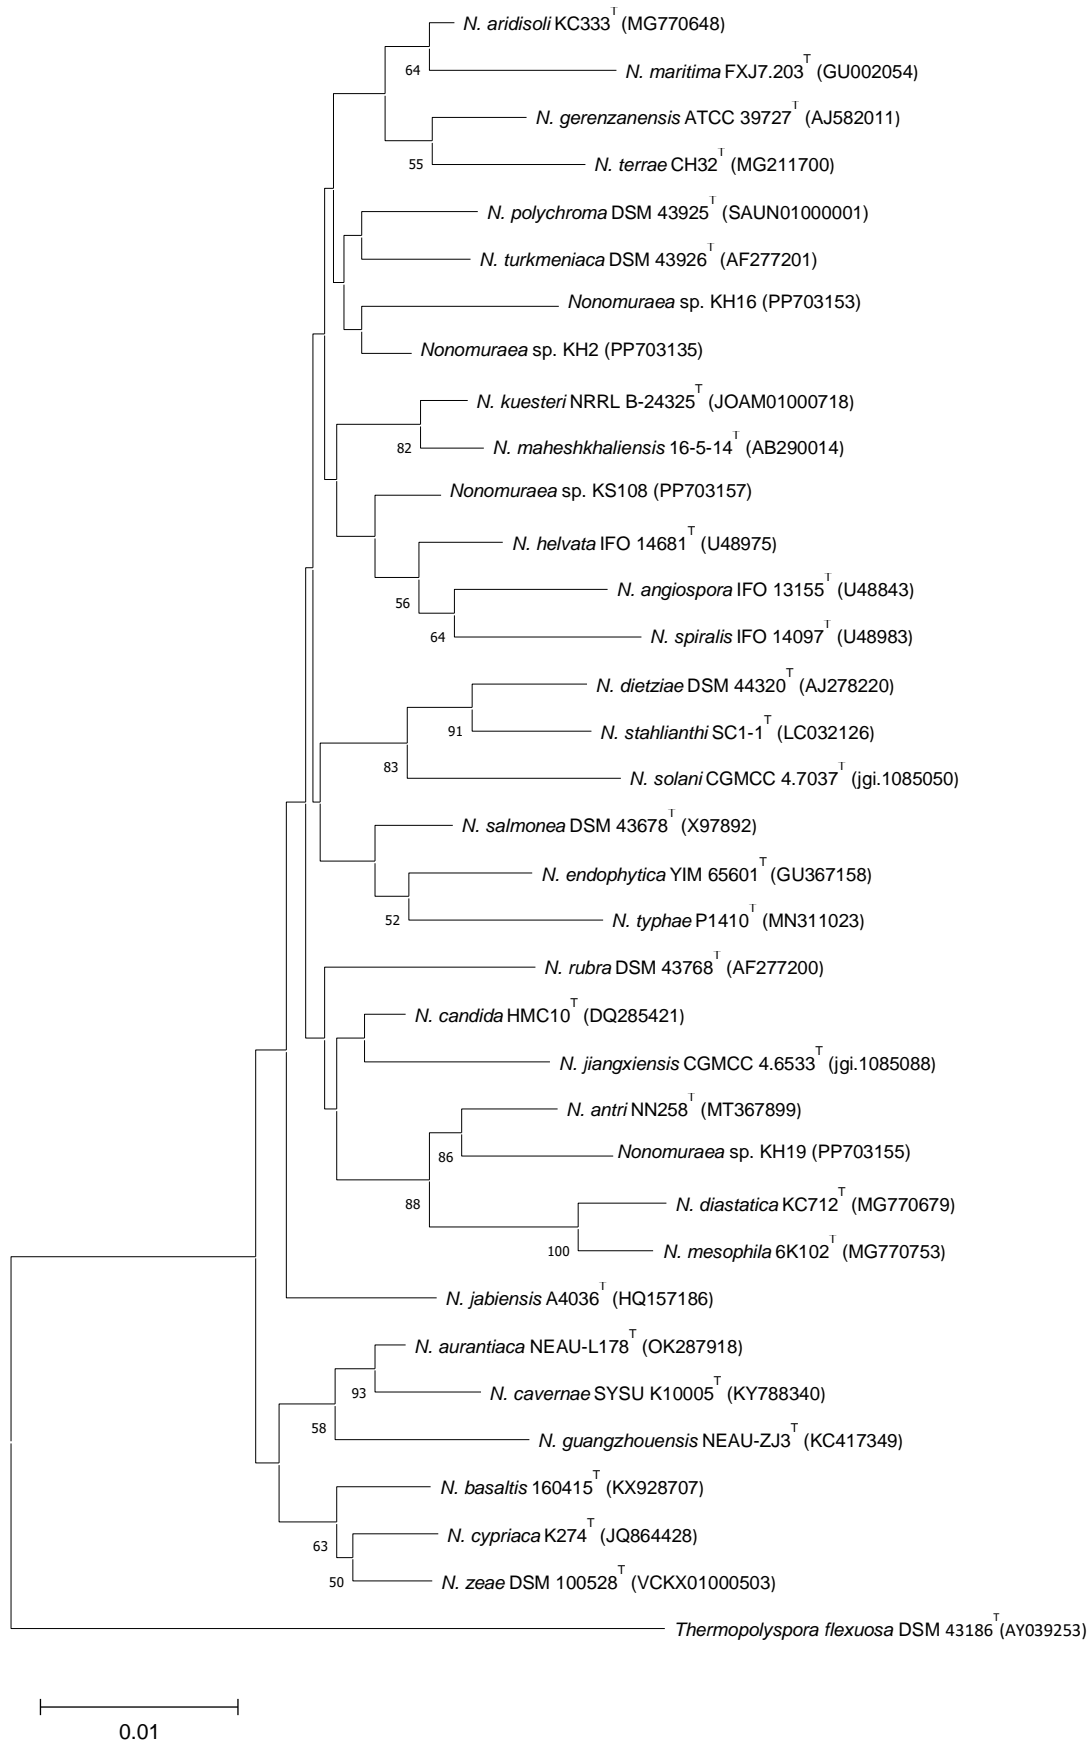 N. aridisoli KC333T (MG770648)
64
N. maritima FXJ7.203T (GU002054)
N. gerenzanensis ATCC 39727T (AJ582011)
55
N. terrae CH32T (MG211700)
N. polychroma DSM 43925T (SAUN01000001)
N. turkmeniaca DSM 43926T (AF277201)
Nonomuraea sp. KH16 (PP703153)
Nonomuraea sp. KH2 (PP703135)
N. kuesteri NRRL B-24325T (JOAM01000718)
82
N. maheshkhaliensis 16-5-14T (AB290014)
Nonomuraea sp. KS108 (PP703157)
N. helvata IFO 14681T (U48975)
56
N. angiospora IFO 13155T (U48843)
64
N. spiralis IFO 14097T (U48983)
N. dietziae DSM 44320T (AJ278220)
91
N. stahlianthi SC1-1T (LC032126)
83
N. solani CGMCC 4.7037T (jgi.1085050)
N. salmonea DSM 43678T (X97892)
N. endophytica YIM 65601T (GU367158)
52
N. typhae P1410T (MN311023)
N. rubra DSM 43768T (AF277200)
N. candida HMC10T (DQ285421)
N. jiangxiensis CGMCC 4.6533T (jgi.1085088)
N. antri NN258T (MT367899)
86
Nonomuraea sp. KH19 (PP703155)
88
N. diastatica KC712T (MG770679)
100
N. mesophila 6K102T (MG770753)
N. jabiensis A4036T (HQ157186)
N. aurantiaca NEAU-L178T (OK287918)
93
N. cavernae SYSU K10005T (KY788340)
58
N. guangzhouensis NEAU-ZJ3T (KC417349)
N. basaltis 160415T (KX928707)
63
N. cypriaca K274T (JQ864428)
50
N. zeae DSM 100528T (VCKX01000503)
Thermopolyspora flexuosa DSM 43186T(AY039253)
0.01